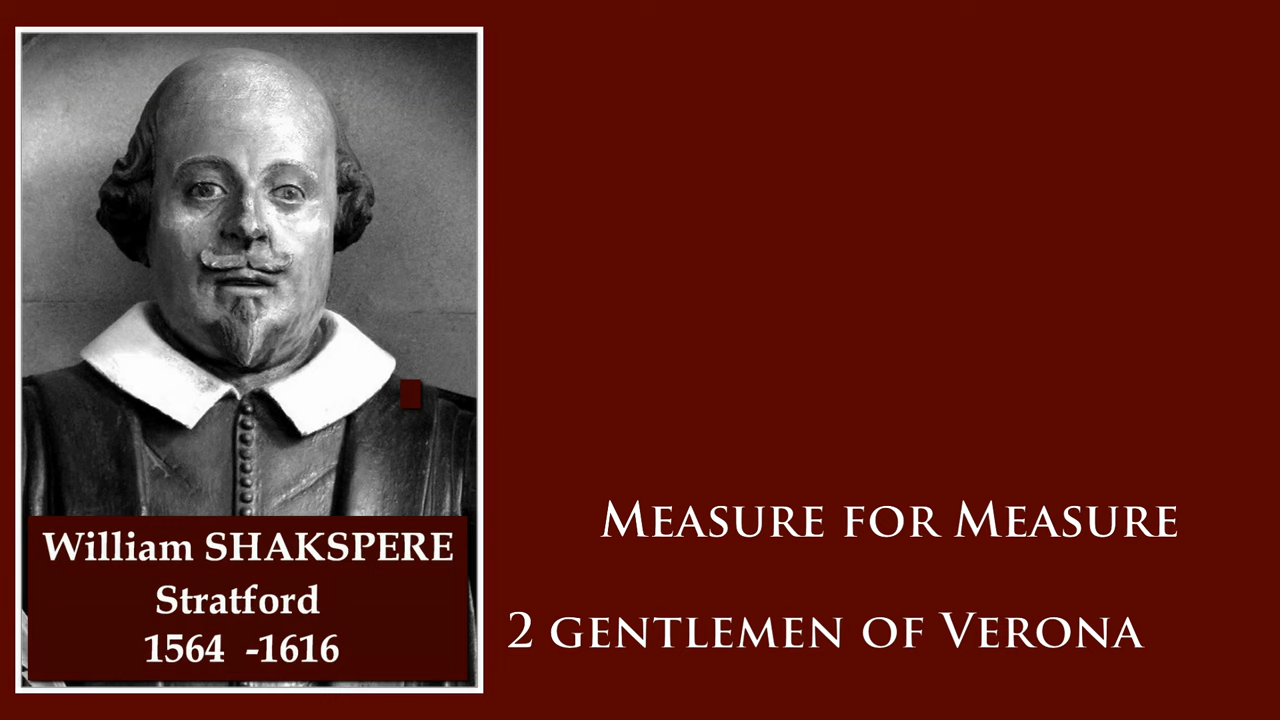 William SHAKSPERE
Stratford
1564 -1616
Measure for Measure
2 gentlemen of Verona